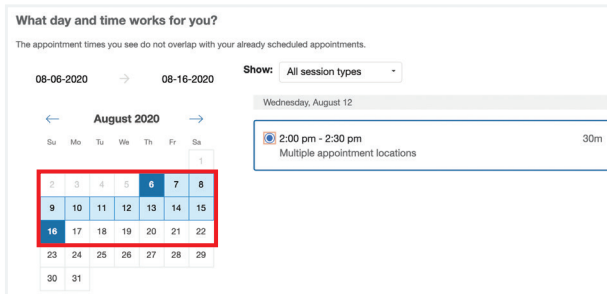 What day and time works for you?
The appointment times you see do not overlap with your already scheduled appointments.
08-06-2020 → 08-16-2020
Show: All session types
← August 2020 →
Su Mo Tu We Th Fr Sa
1
2 3 4 5 6 7 8
9 10 11 12 13 14 15
16 17 18 19 20 21 22
23 24 25 26 27 28 29
30 31
Wednesday, August 12
2:00 pm - 2:30 pm 30m
Multiple appointment locations